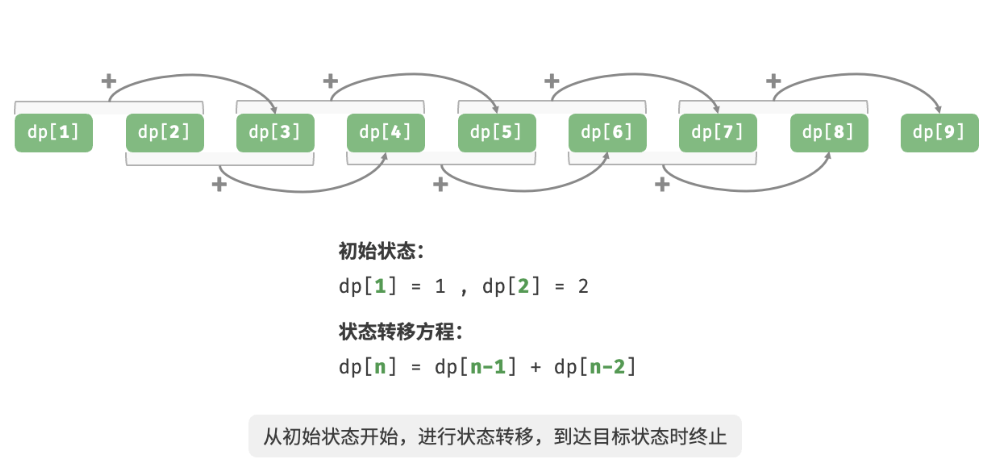 + + + +
dp[1] dp[2] dp[3] dp[4] dp[5] dp[6] dp[7] dp[8] dp[9]
+ + +
初始状态：
dp[1] = 1 , dp[2] = 2
状态转移方程：
dp[n] = dp[n-1] + dp[n-2]
从初始状态开始，进行状态转移，到达目标状态时终止